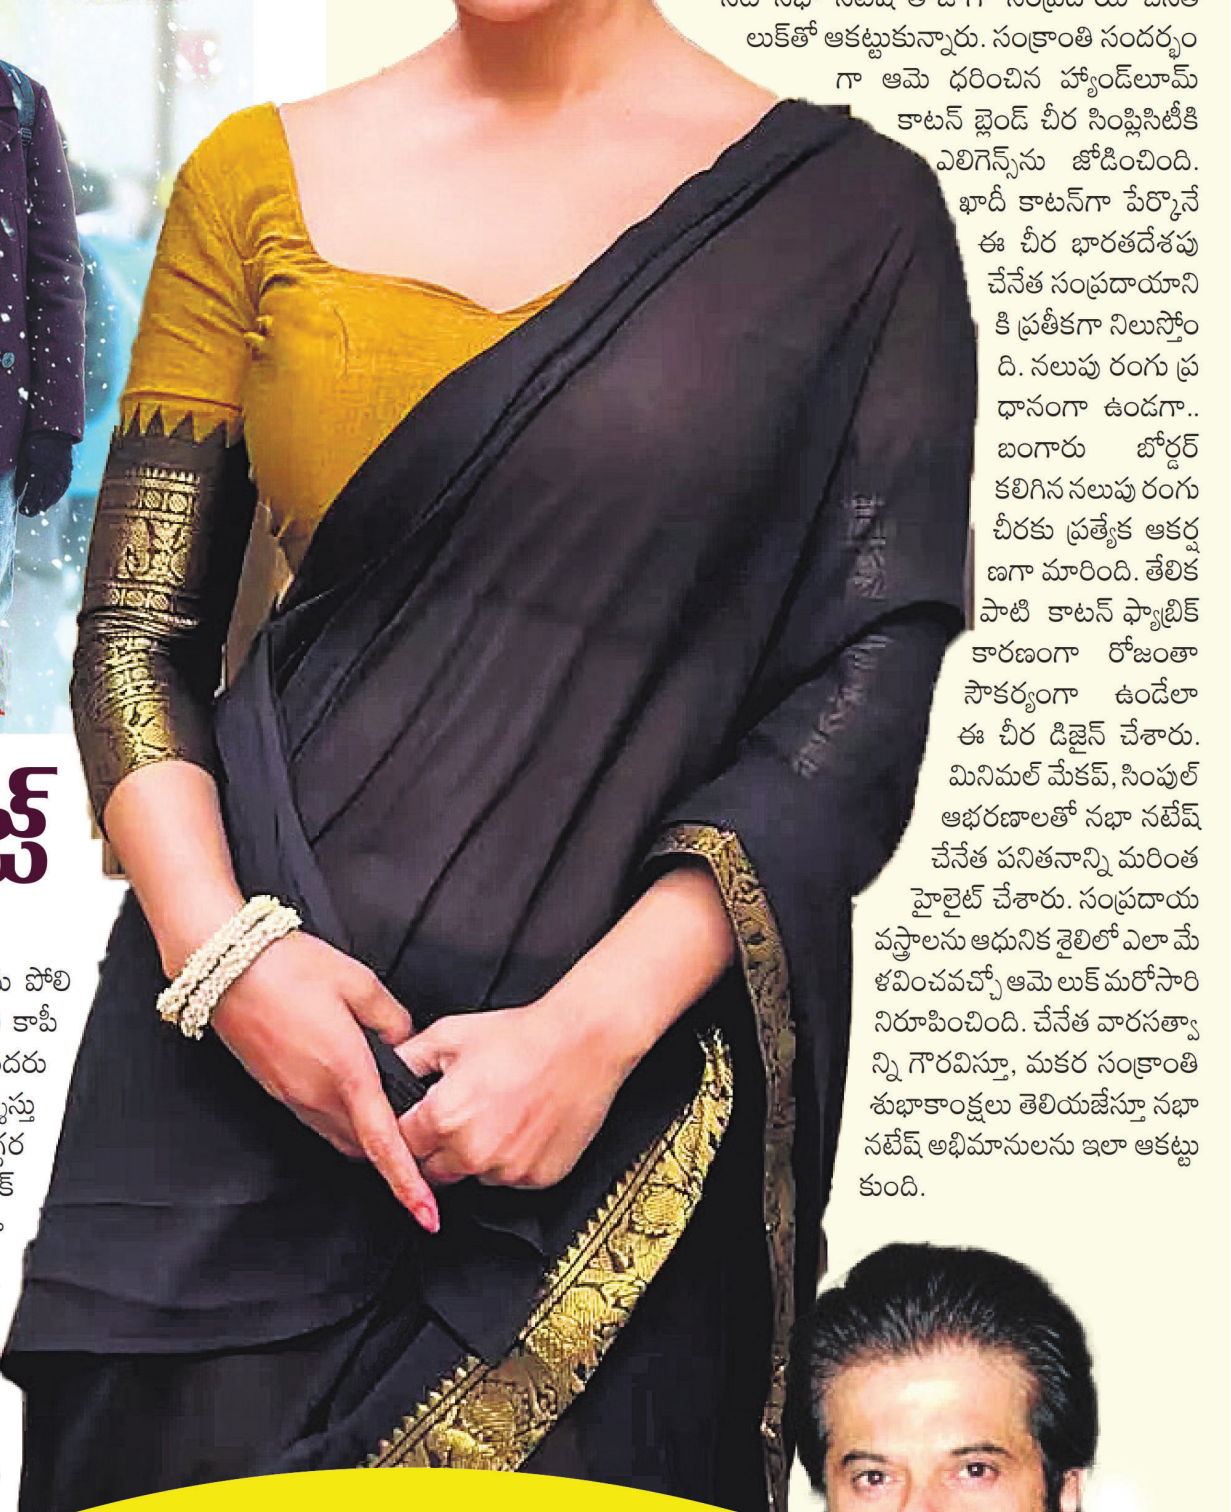 లుక్‌తో ఆకట్టుకున్నారు. సంక్రాంతి సందర్భం
గా ఆమె ధరించిన హ్యాండ్‌లూమ్
కాటన్ బ్లెండ్ చీర సింప్లిసిటీకి
ఎలిగెన్స్‌ను జోడించింది.
ఖాదీ కాటన్‌గా పేర్కొనే
ఈ చీర భారతదేశపు
చేనేత సంప్రదాయాని
కి ప్రతీకగా నిలుస్తోం
ది. నలుపు రంగు ప్ర
ధానంగా ఉండగా..
బంగారు బోర్డర్
కలిగిన నలుపు రంగు
చీరకు ప్రత్యేక ఆకర్ష
ణగా మారింది. తేలిక
పాటి కాటన్ ఫ్యాబ్రిక్
కారణంగా రోజంతా
సౌకర్యంగా ఉండేలా
ఈ చీర డిజైన్ చేశారు.
మినిమల్ మేకప్, సింపుల్
ఆభరణాలతో నభా నటేష్
చేనేత పనితనాన్ని మరింత
హైలైట్ చేశారు. సంప్రదాయ
వస్త్రాలను ఆధునిక శైలిలో ఎలా మే
ళవించవచ్చో ఆమె లుక్ మరోసారి
నిరూపించింది. చేనేత వారసత్వా
న్ని గౌరవిస్తూ, మకర సంక్రాంతి
శుభాకాంక్షలు తెలియజేస్తూ నభా
నటేష్ అభిమానులను ఇలా ఆకట్టు
కుంది.
పోలి
కాపీ